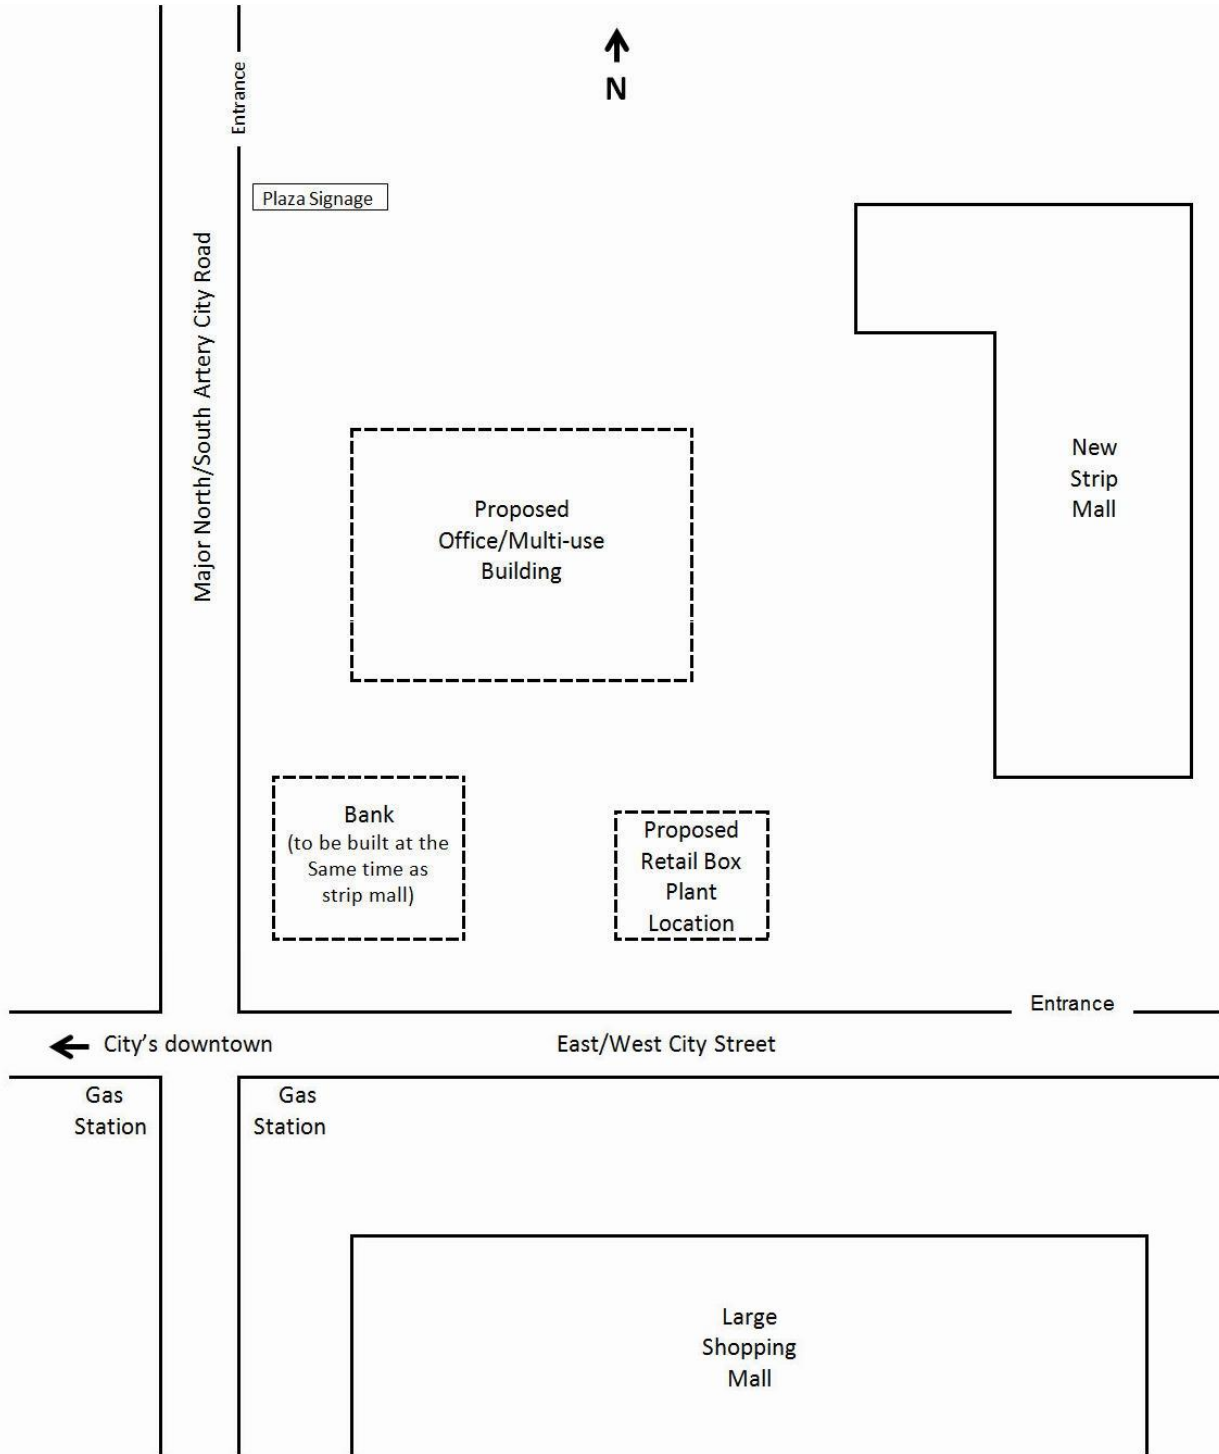 Entrance
N
Plaza Signage
Major North/South Artery City Road
New
Strip
Mall
Proposed
Office/Multi-use
Building
Bank
(to be built at the
Same time as
strip mall)
Proposed
Retail Box
Plant
Location
Entrance
City's downtown
East/West City Street
Gas
Station
Gas
Station
Large
Shopping
Mall